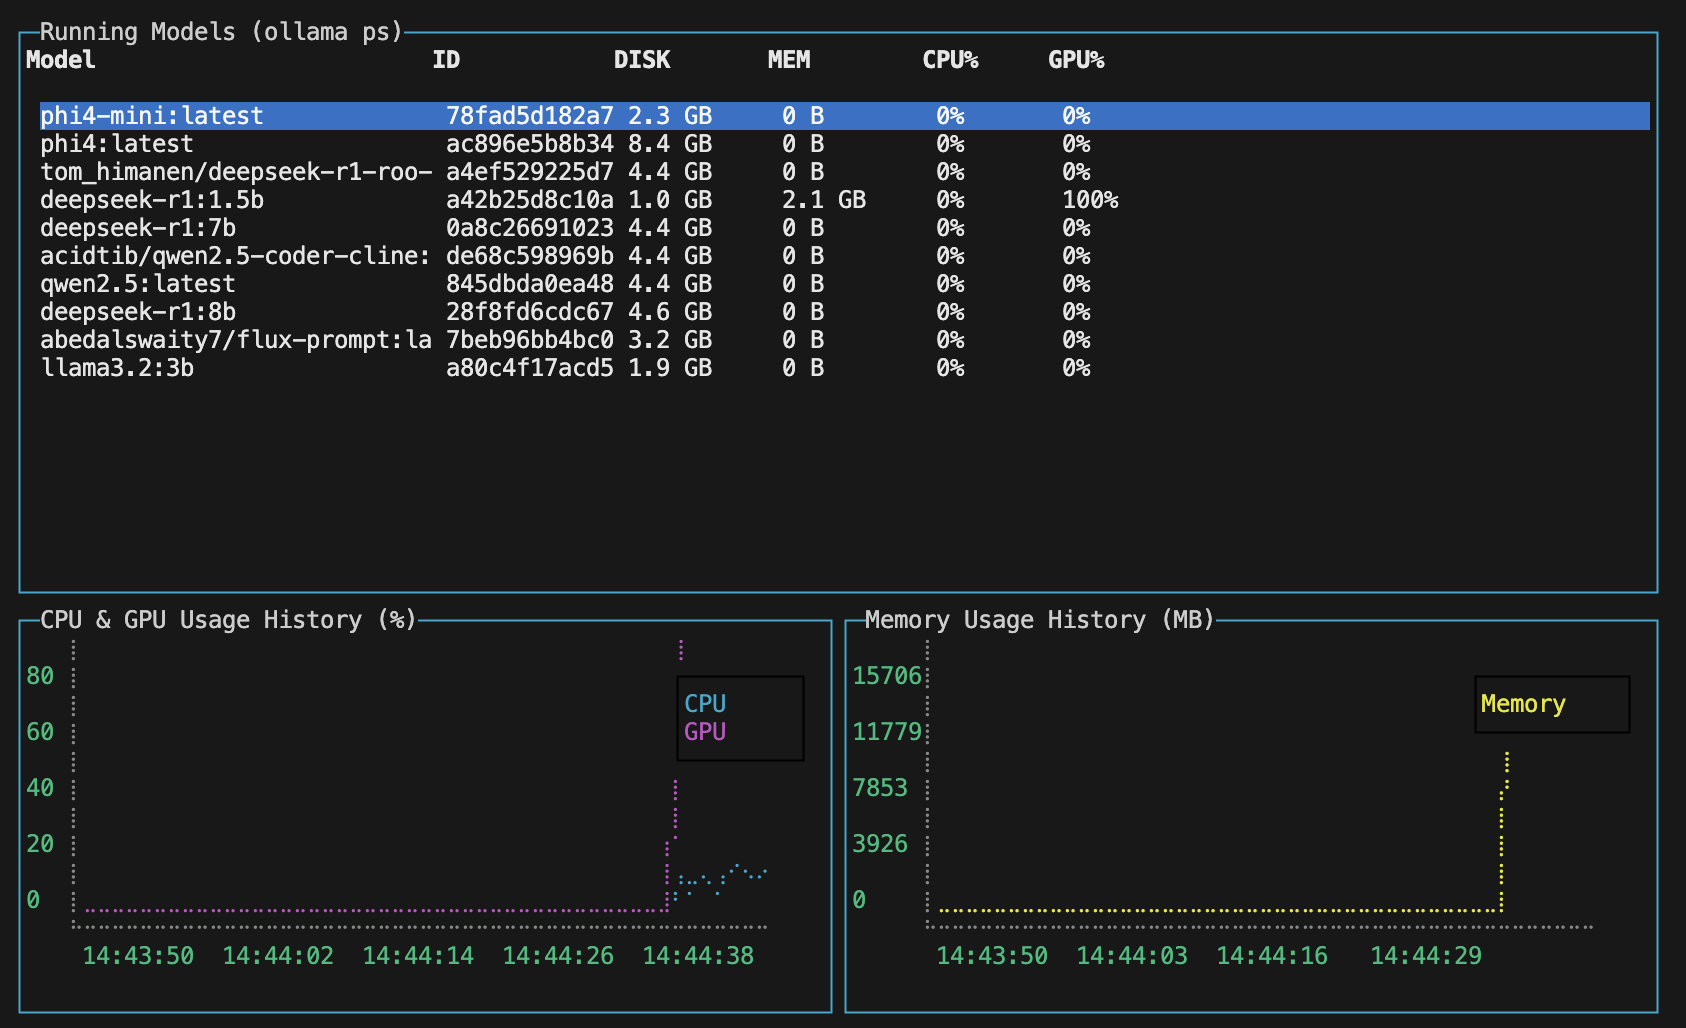 Running Models (ollama ps)
Model ID DISK MEM CPU% GPU%
phi4-mini:latest 78fad5d182a7 2.3 GB 0 B 0% 0%
phi4:latest ac896e5b8b34 8.4 GB 0 B 0% 0%
tom_himanen/deepseek-r1-roo- a4ef529225d7 4.4 GB 0 B 0% 0%
deepseek-r1:1.5b a42b25d8c10a 1.0 GB 2.1 GB 0% 100%
deepseek-r1:7b 0a8c26691023 4.4 GB 0 B 0% 0%
acidtib/qwen2.5-coder-cline: de68c598969b 4.4 GB 0 B 0% 0%
qwen2.5:latest 845dbda0ea48 4.4 GB 0 B 0% 0%
deepseek-r1:8b 28f8fd6cdc67 4.6 GB 0 B 0% 0%
abedalswaity7/flux-prompt:la 7beb96bb4bc0 3.2 GB 0 B 0% 0%
llama3.2:3b a80c4f17acd5 1.9 GB 0 B 0% 0%
CPU & GPU Usage History (%)
80
CPU
60 GPU
40
20
0
14:43:50 14:44:02 14:44:14 14:44:26 14:44:38
Memory Usage History (MB)
15706
Memory
11779
7853
3926
0
14:43:50 14:44:03 14:44:16 14:44:29